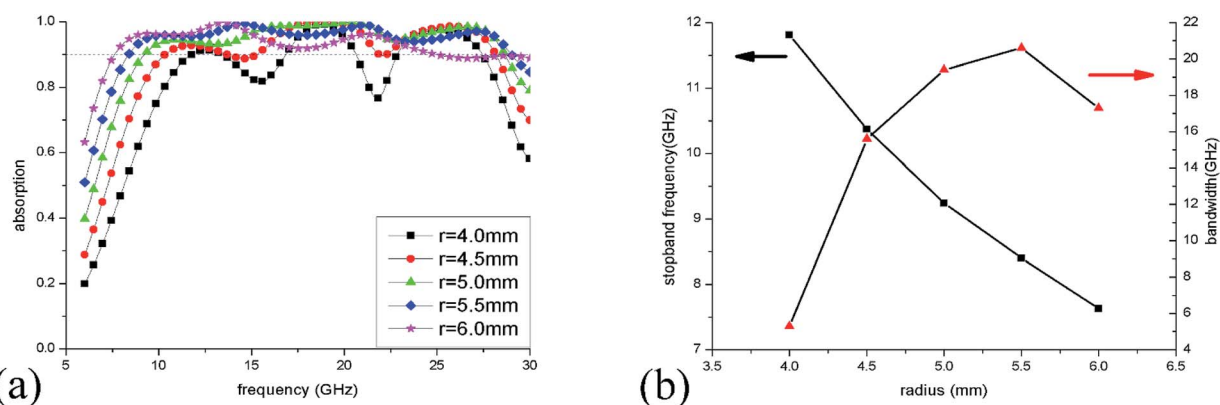 1.0
0.8
0.6
0.4
0.2
0.0
absorption
5 10 15 20 25 30
frequency (GHz)
r=4.0mm
r=4.5mm
r=5.0mm
r=5.5mm
r=6.0mm
(a)
12
11
10
9
8
7
stopband frequency(GHz)
22
20
18
16
14
12
10
8
6
4
bandwidth(GHz)
3.5 4.0 4.5 5.0 5.5 6.0 6.5
radius (mm)
(b)